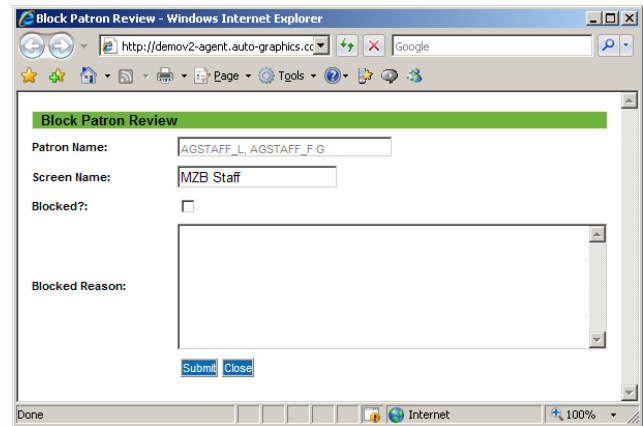 Block Patron Review - Windows Internet Explorer
http://demov2-agent.auto-graphics.cc
Google
Page Tools
Block Patron Review
Patron Name: AGSTAFF_L, AGSTAFF_F G
Screen Name: MZB Staff
Blocked?:
Blocked Reason:
Submit Close
Done Internet 100%